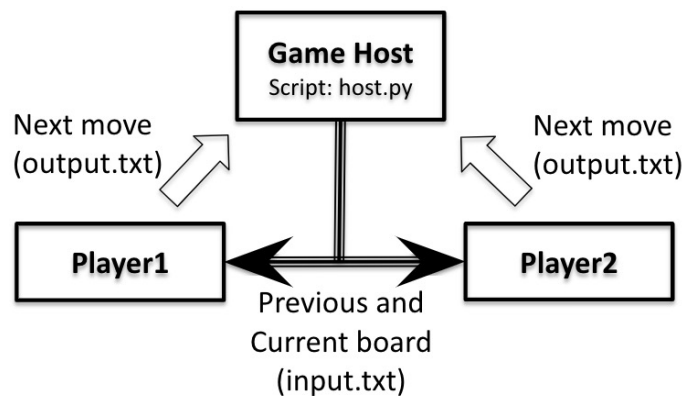 Game Host
Script: host.py
Next move
(output.txt)
Next move
(output.txt)
Player1
Player2
Previous and
Current board
(input.txt)